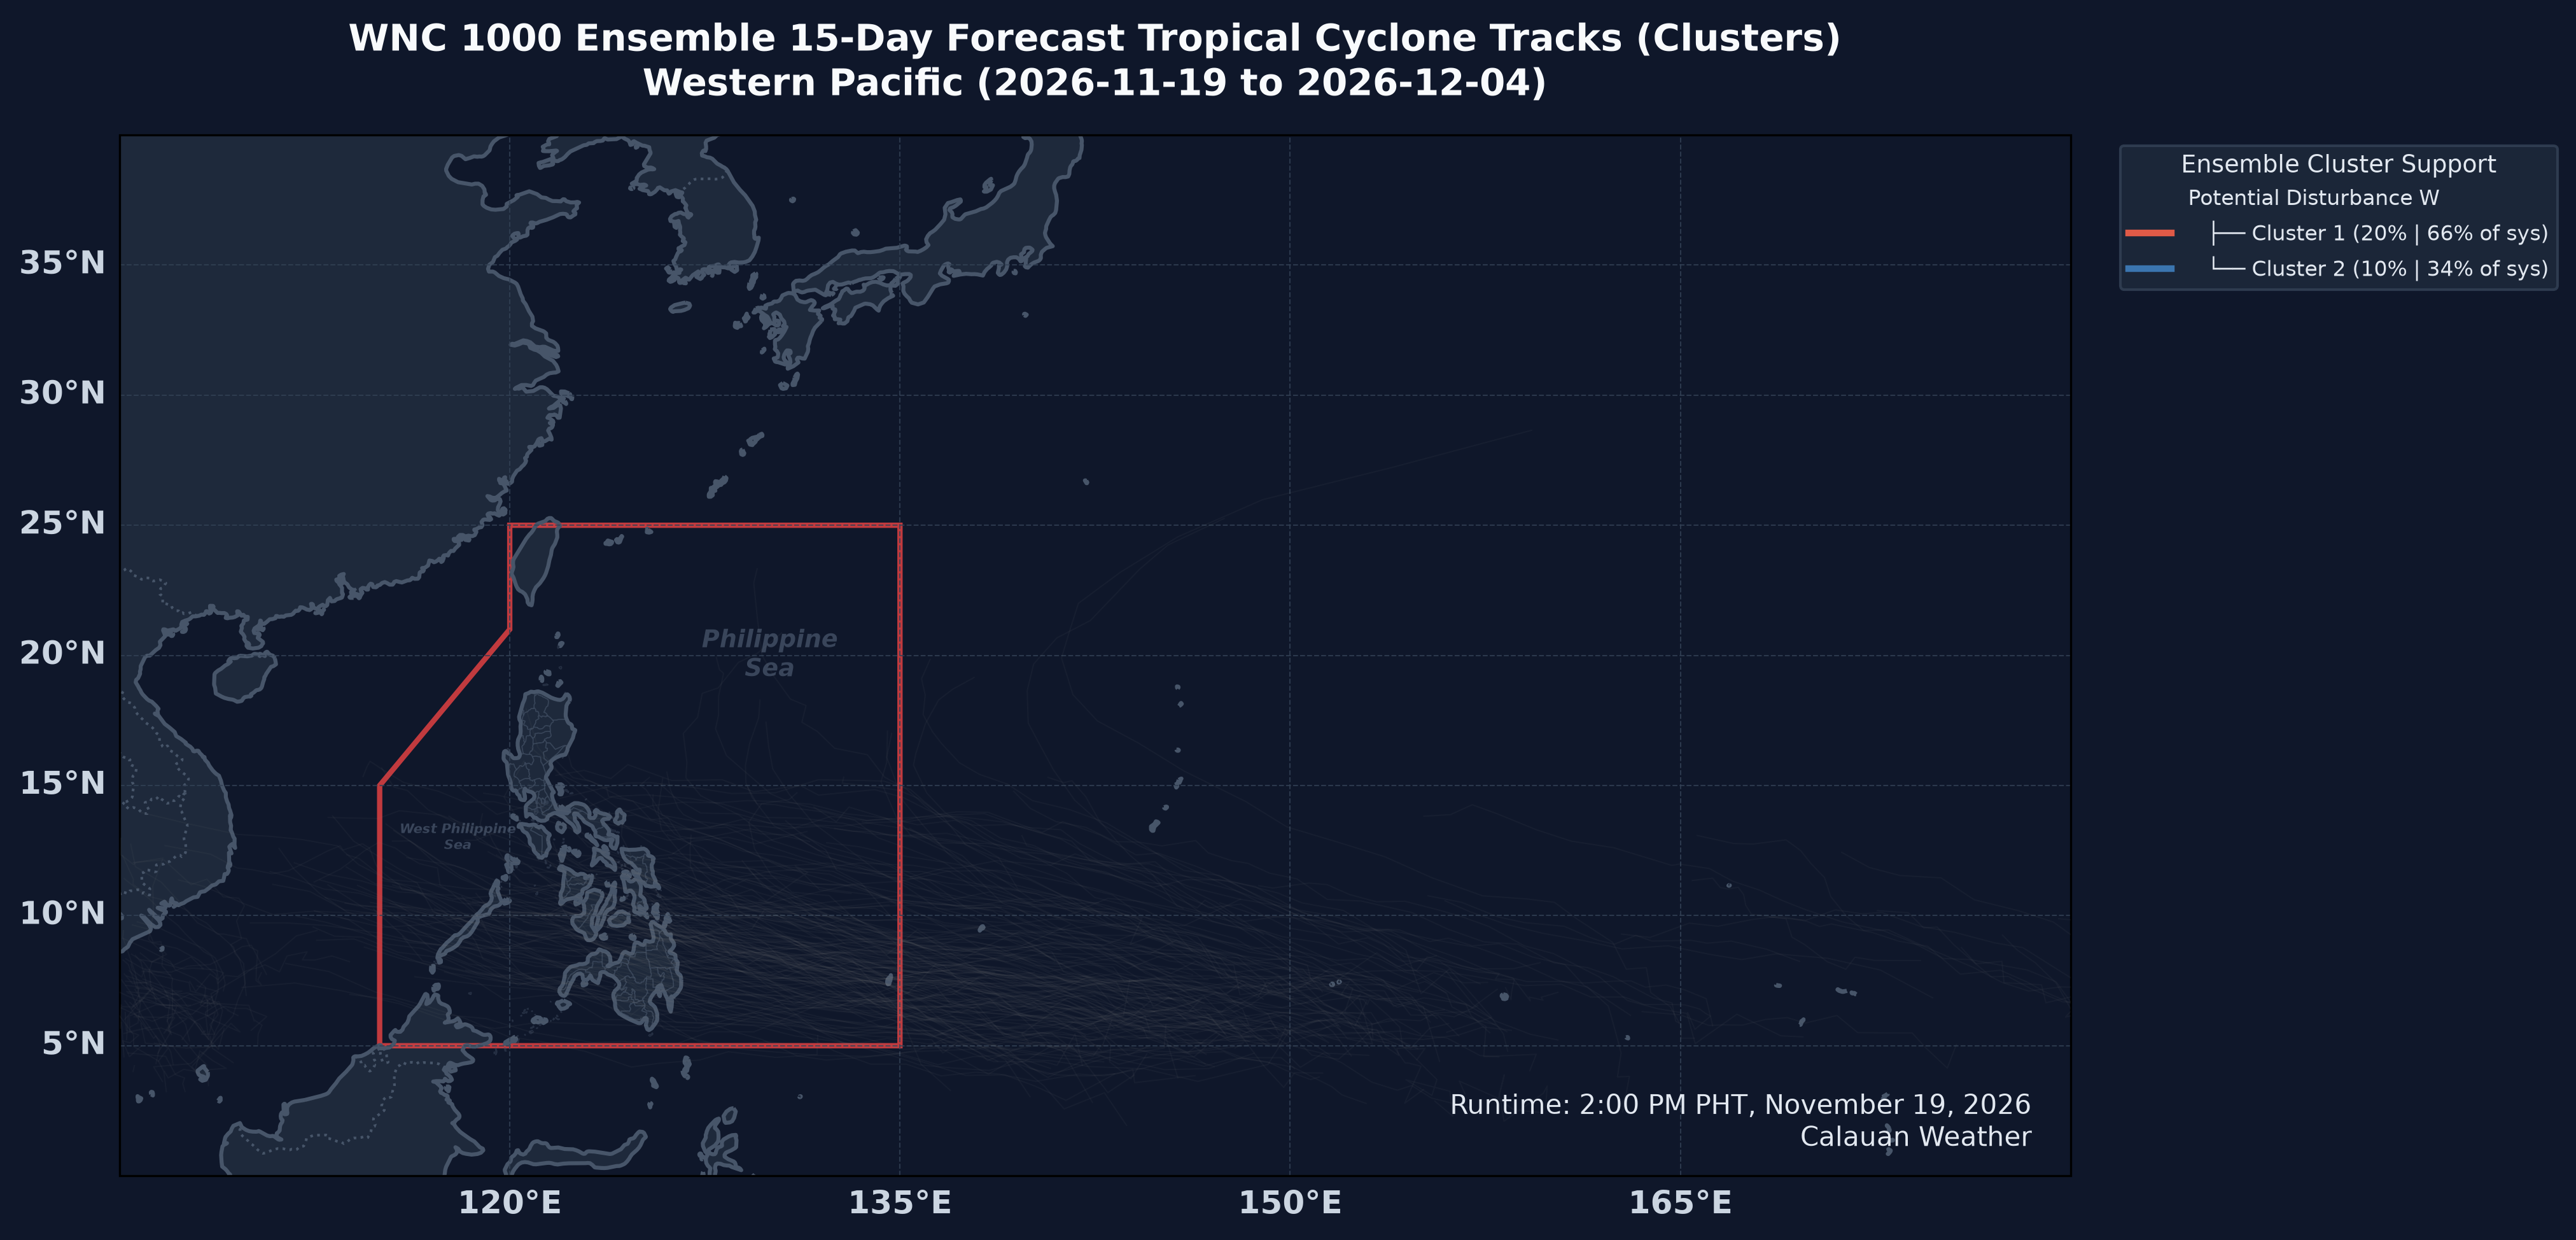 WNC 1000 Ensemble 15-Day Forecast Tropical Cyclone Tracks (Clusters)
Western Pacific (2026-11-19 to 2026-12-04)
Ensemble Cluster Support
Potential Disturbance W
Cluster 1 (20% | 66% of sys)
Cluster 2 (10% | 34% of sys)
35°N
30°N
25°N
20°N
15°N
10°N
5°N
Philippine
Sea
West Philippine
Sea
Runtime: 2:00 PM PHT, November 19, 2026
Calauan Weather
120°E
135°E
150°E
165°E